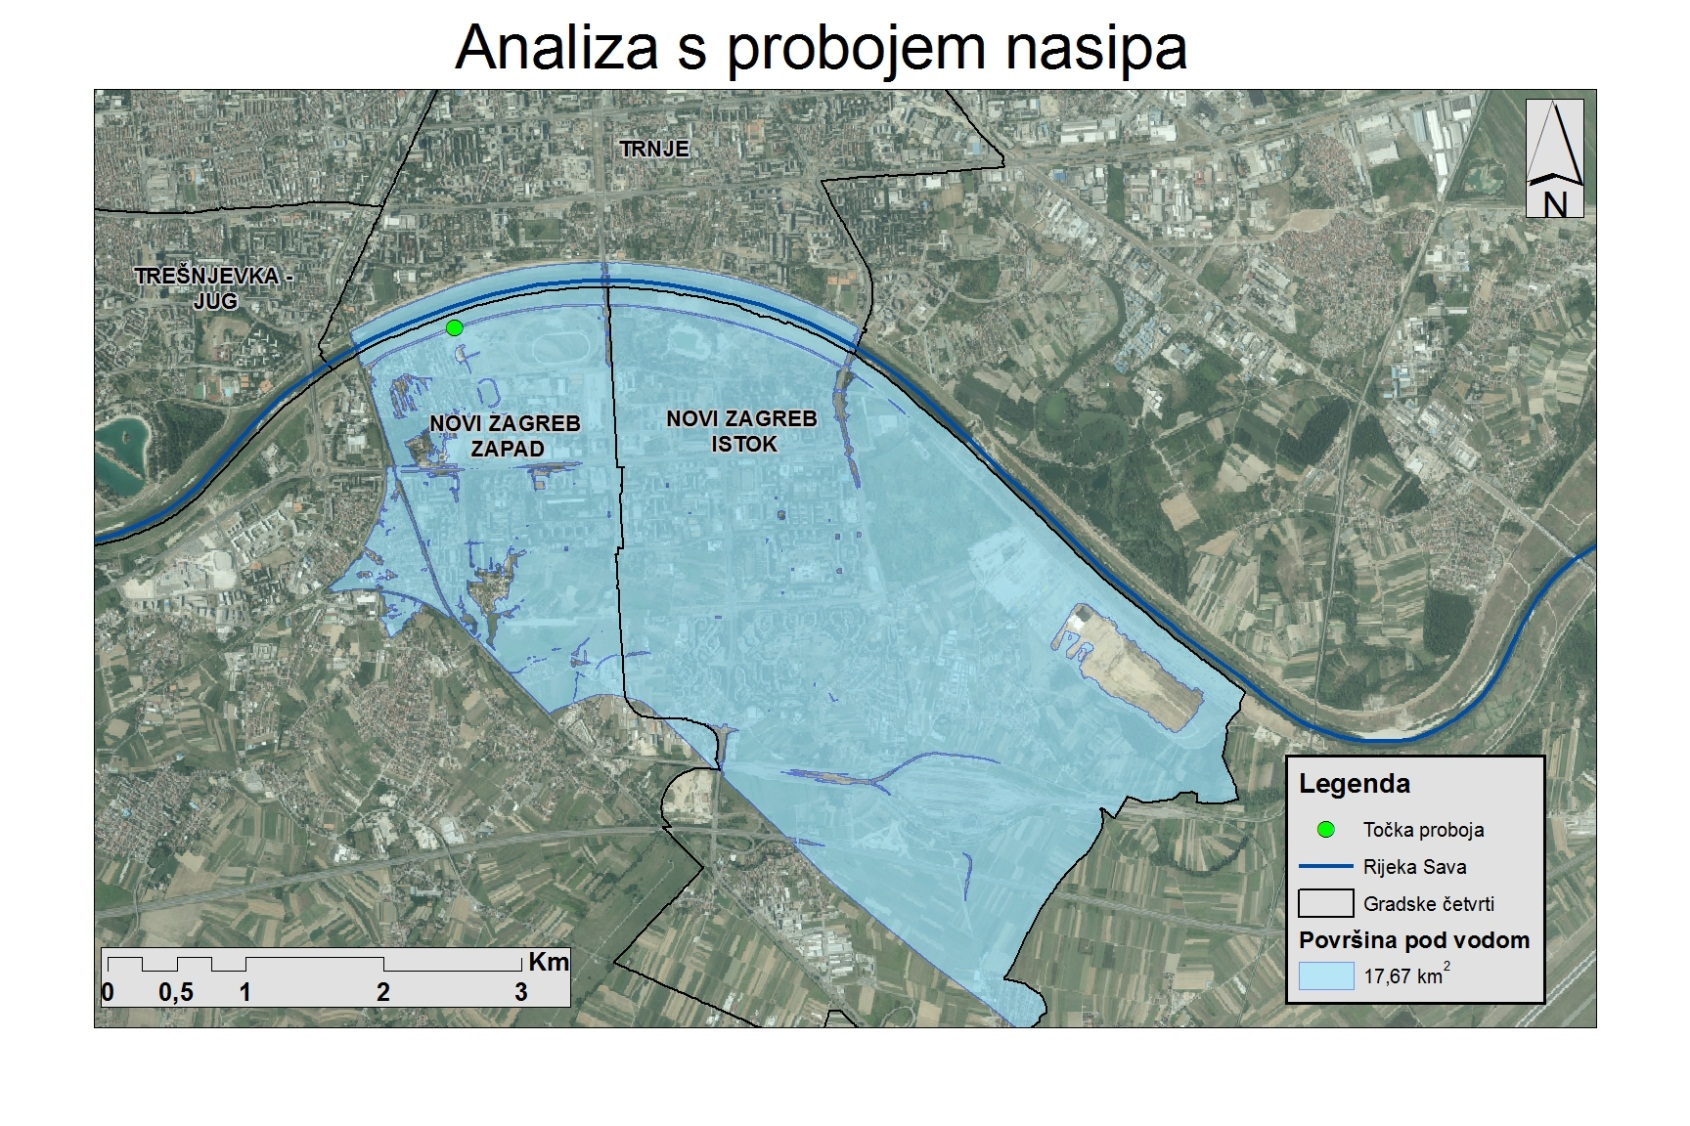 Analiza s probojem nasipa
TRNJE
N
TREŠNJEVKA -
JUG
NOVI ZAGREB
ZAPAD
NOVI ZAGREB
ISTOK
Legenda
Točka proboja
Rijeka Sava
Gradske četvrti
Površina pod vodom
17,67 km²
Km
0 0,5 1 2 3